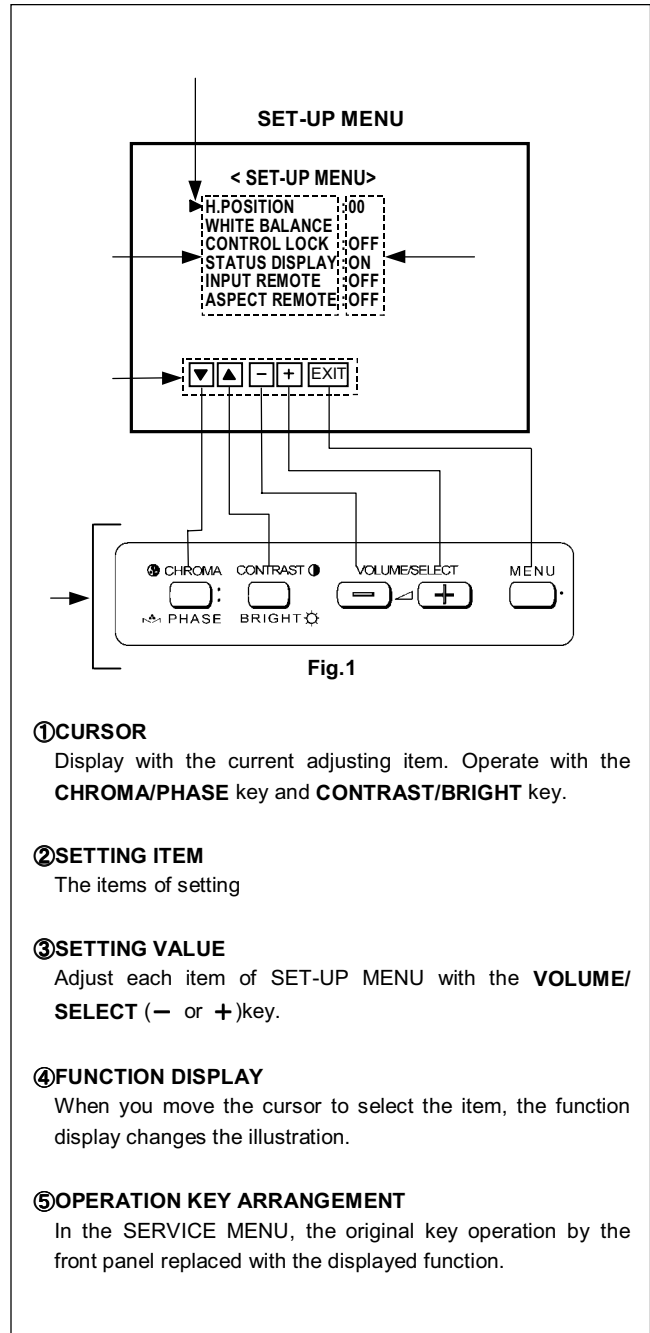 SET-UP MENU
< SET-UP MENU>
▶H.POSITION :00
WHITE BALANCE
CONTROL LOCK :OFF
STATUS DISPLAY :ON
INPUT REMOTE :OFF
ASPECT REMOTE :OFF
▼ ▲ − + EXIT
CHROMA CONTRAST VOLUME/SELECT MENU
− +
PHASE BRIGHT
Fig.1
①CURSOR
Display with the current adjusting item. Operate with the
CHROMA/PHASE key and CONTRAST/BRIGHT key.
②SETTING ITEM
The items of setting
③SETTING VALUE
Adjust each item of SET-UP MENU with the VOLUME/
SELECT (− or +)key.
④FUNCTION DISPLAY
When you move the cursor to select the item, the function
display changes the illustration.
⑤OPERATION KEY ARRANGEMENT
In the SERVICE MENU, the original key operation by the
front panel replaced with the displayed function.